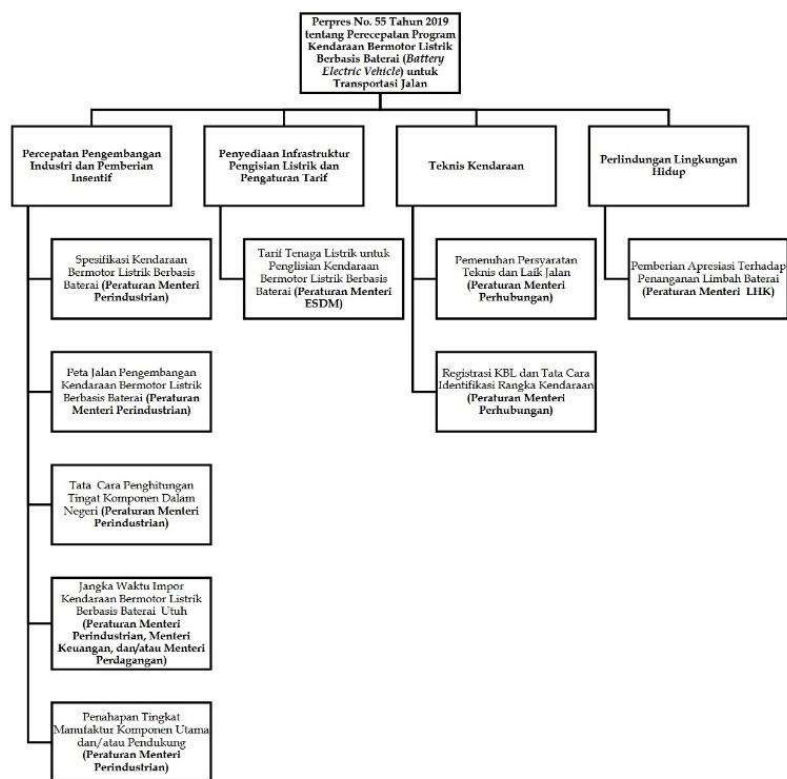 Perpres No. 55 Tahun 2019
tentang Perecepatan Program
Kendaraan Bermotor Listrik
Berbasis Baterai (Battery
Electric Vehicle) untuk
Transportasi Jalan
Percepatan Pengembangan
Industri dan Pemberian
Insentif
Penyediaan Infrastruktur
Pengisian Listrik dan
Pengaturan Tarif
Teknis Kendaraan
Perlindungan Lingkungan
Hidup
Spesifikasi Kendaraan
Bermotor Listrik Berbasis
Baterai (Peraturan Menteri
Perindustrian)
Tarif Tenaga Listrik untuk
Penglisian Kendaraan
Bermotor Listrik Berbasis
Baterai (Peraturan Menteri
ESDM)
Pemenuhan Persyaratan
Teknis dan Laik Jalan
(Peraturan Menteri
Perhubungan)
Pemberian Apresiasi Terhadap
Penanganan Limbah Baterai
(Peraturan Menteri LHK)
Peta Jalan Pengembangan
Kendaraan Bermotor Listrik
Berbasis Baterai (Peraturan
Menteri Perindustrian)
Registrasi KBL dan Tata Cara
Identifikasi Rangka Kendaraan
(Peraturan Menteri
Perhubungan)
Tata Cara Penghitungan
Tingat Komponen Dalam
Negeri (Peraturan Menteri
Perindustrian)
Jangka Waktu Impor
Kendaraan Bermotor Listrik
Berbasis Baterai Utuh
(Peraturan Menteri
Perindustrian, Menteri
Keuangan, dan/atau Menteri
Perdagangan)
Penahapan Tingkat
Manufaktur Komponen Utama
dan/atau Pendukung
(Peraturan Menteri
Perindustrian)